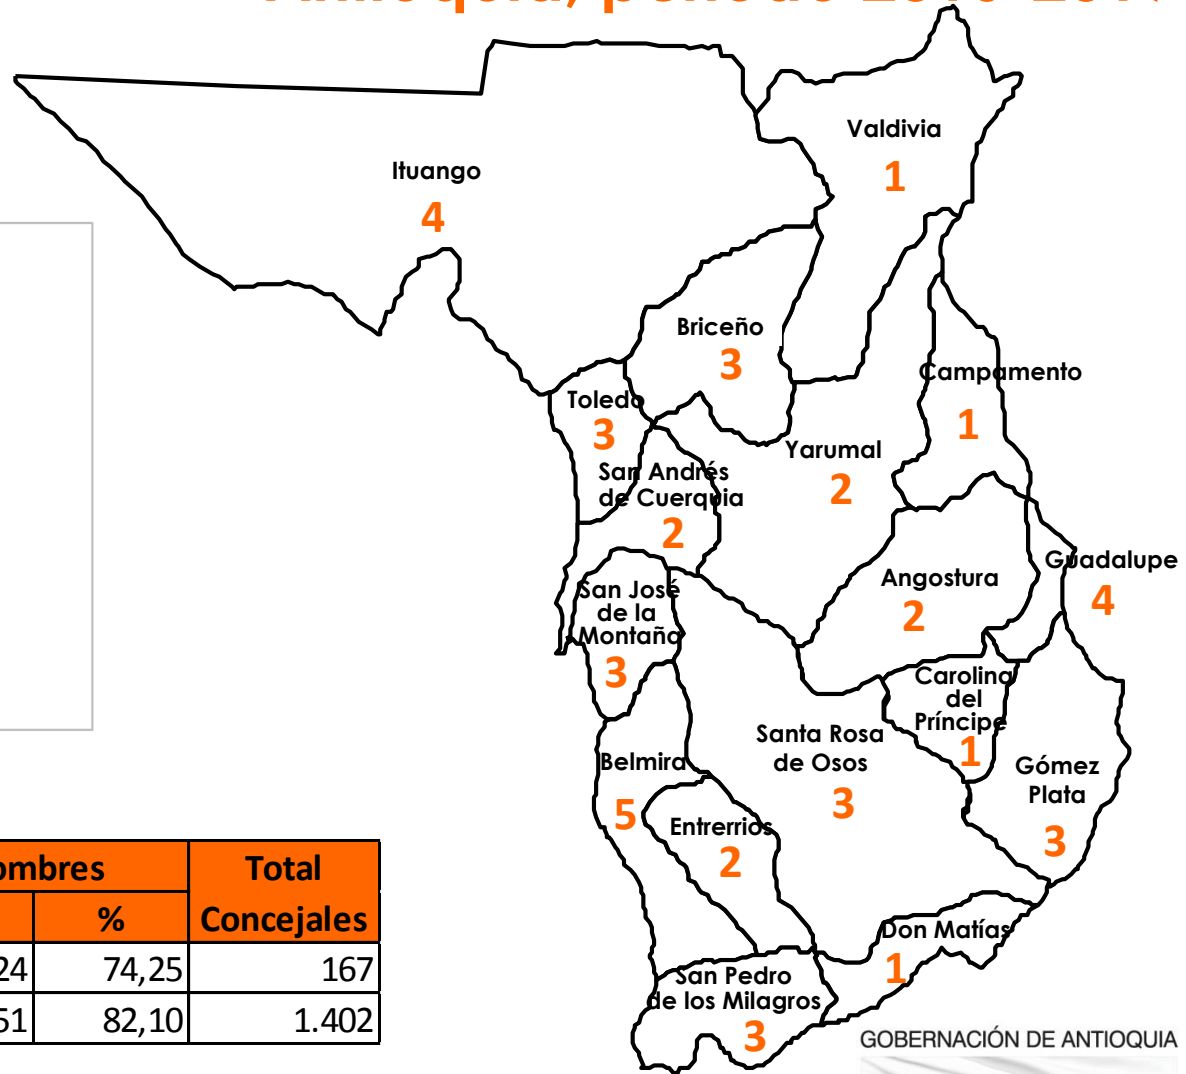 Valdivia
1
Ituango
4
Briceño
3
Campamento
1
Toledo
3
Yarumal
2
San Andrés
de Cuerquia
2
Guadalupe
4
Angostura
2
San José
de la
Montaña
3
Carolina
del
Príncipe
1
Santa Rosa
de Osos
3
Belmira
5
Gómez
Plata
3
Entrerrios
2
Don Matías
1
San Pedro
de los Milagros
3
Total
% Concejales
74,25 167
82,10 1.402
GOBERNACIÓN DE ANTIOQUIA